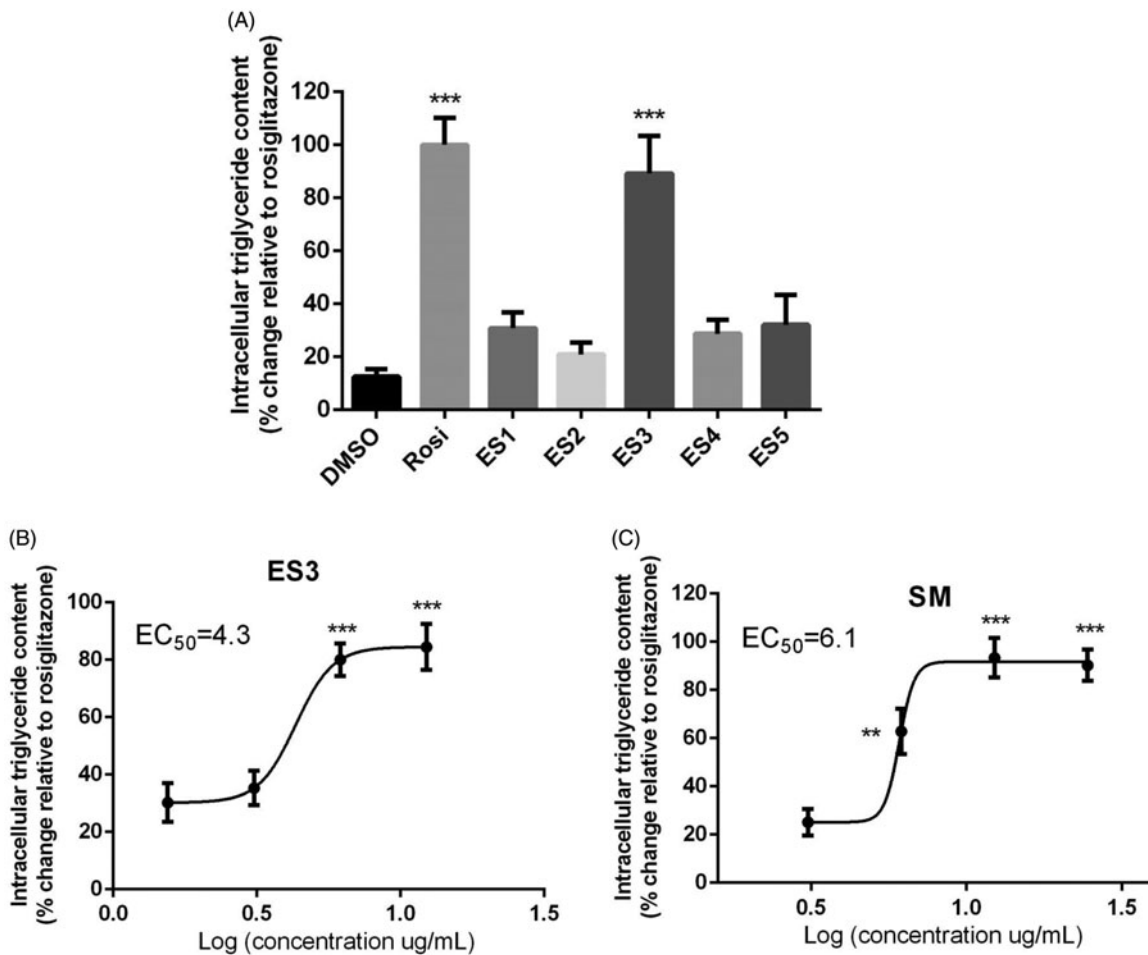 (A)
Intracellular triglyceride content
(% change relative to rosiglitazone)
120
100
80
60
40
20
0
***
***
DMSO
Rosi
ES1
ES2
ES3
ES4
ES5
(B)
ES3
Intracellular triglyceride content
(% change relative to rosiglitazone)
100
80
60
40
20
0
EC50=4.3
***
***
0.0
0.5
1.0
1.5
Log (concentration ug/mL)
(C)
SM
Intracellular triglyceride content
(% change relative to rosiglitazone)
120
100
80
60
40
20
0
EC50=6.1
**
***
***
0.5
1.0
1.5
Log (concentration ug/mL)